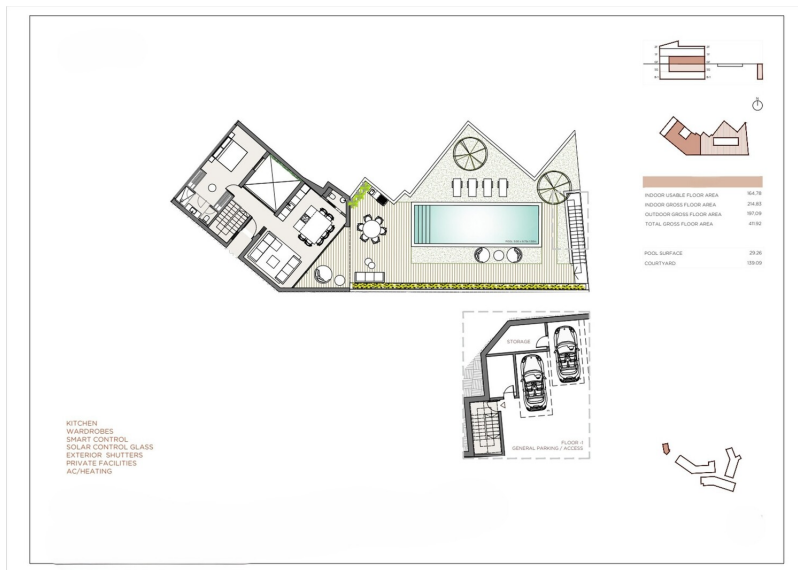 INDOOR USABLE FLOOR AREA 164,78
INDOOR GROSS FLOOR AREA 214,83
OUTDOOR GROSS FLOOR AREA 197,09
TOTAL GROSS FLOOR AREA 411,92
POOL SURFACE 29,26
COURTYARD 139,09
STORAGE
FLOOR -1
GENERAL PARKING / ACCESS
KITCHEN
WARDROBES
SMART CONTROL
SOLAR CONTROL GLASS
EXTERIOR SHUTTERS
PRIVATE FACILITIES
AC/HEATING